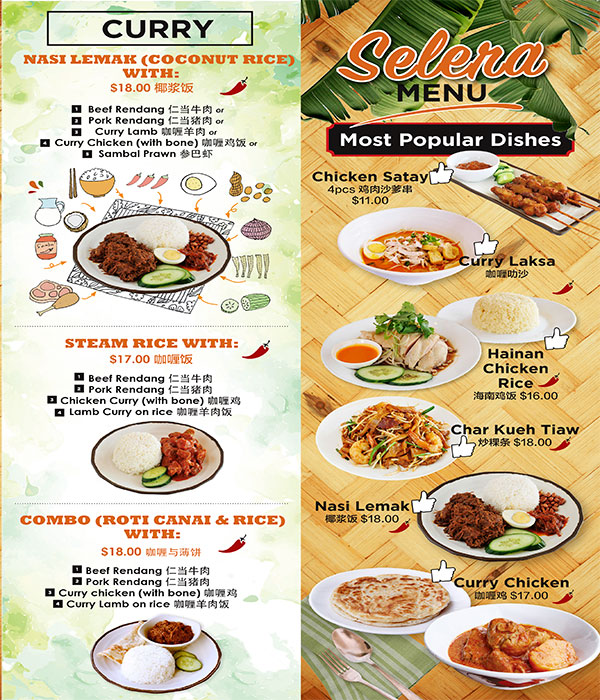 CURRY
NASI LEMAK (COCONUT RICE)
WITH:
$18.00 椰浆饭
1 Beef Rendang 仁当牛肉 or
2 Pork Rendang 仁当猪肉 or
3 Curry Lamb 咖喱羊肉 or
4 Curry Chicken (with bone) 咖喱鸡饭 or
5 Sambal Prawn 参巴虾
STEAM RICE WITH:
$17.00 咖喱饭
1 Beef Rendang 仁当牛肉
2 Pork Rendang 仁当猪肉
3 Chicken Curry (with bone) 咖喱鸡
4 Lamb Curry on rice 咖喱羊肉饭
COMBO (ROTI CANAI & RICE)
WITH:
$18.00 咖喱与薄饼
1 Beef Rendang 仁当牛肉
2 Pork Rendang 仁当猪肉
3 Curry chicken (with bone) 咖喱鸡
4 Curry Lamb on rice 咖喱羊肉饭
Selera
MENU
Most Popular Dishes
Chicken Satay
4pcs 鸡肉沙爹串
$11.00
Curry Laksa
咖喱叻沙
Hainan
Chicken
Rice
海南鸡饭 $16.00
Char Kueh Tiaw
炒粿条 $18.00
Nasi Lemak
椰浆饭 $18.00
Curry Chicken
咖喱鸡 $17.00